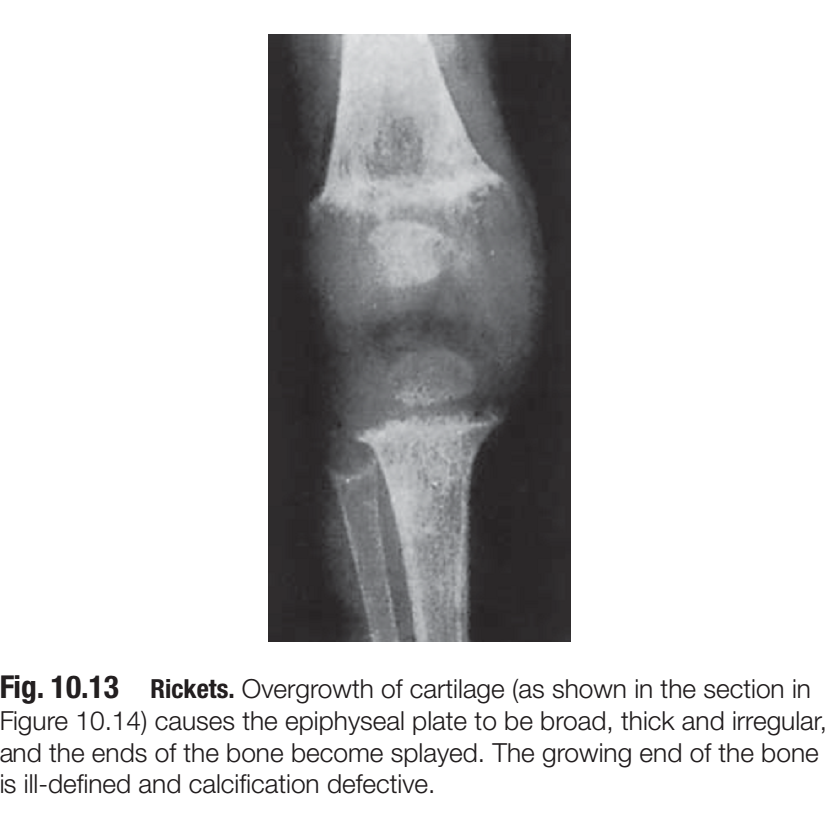 Fig. 10.13 Rickets. Overgrowth of cartilage (as shown in the section in
Figure 10.14) causes the epiphyseal plate to be broad, thick and irregular,
and the ends of the bone become splayed. The growing end of the bone
is ill-defined and calcification defective.